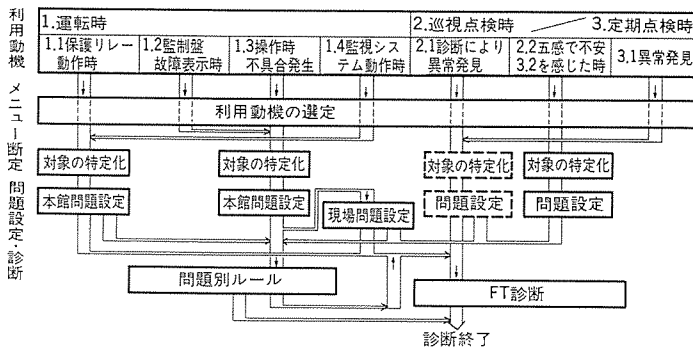 利用動機
1.運転時
2.巡視点検時
3.定期点検時
1.1保護リレー
動作時
1.2監制盤
故障表示時
1.3操作時
不具合発生
1.4監視シス
テム動作時
2.1診断により
異常発見
2.2五感で不安
3.2を感じた時
3.1異常発見
メニュー断定
利用動機の選定
対象の特定化
対象の特定化
対象の特定化
対象の特定化
問題設定・診断
本館問題設定
本館問題設定
現場問題設定
問題設定
問題設定
問題別ルール
FT診断
診断終了